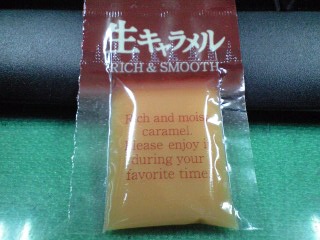 生キャラメル
RICH & SMOOTH
Rich and mois
caramel.
Please enjoy i
during your
favorite time